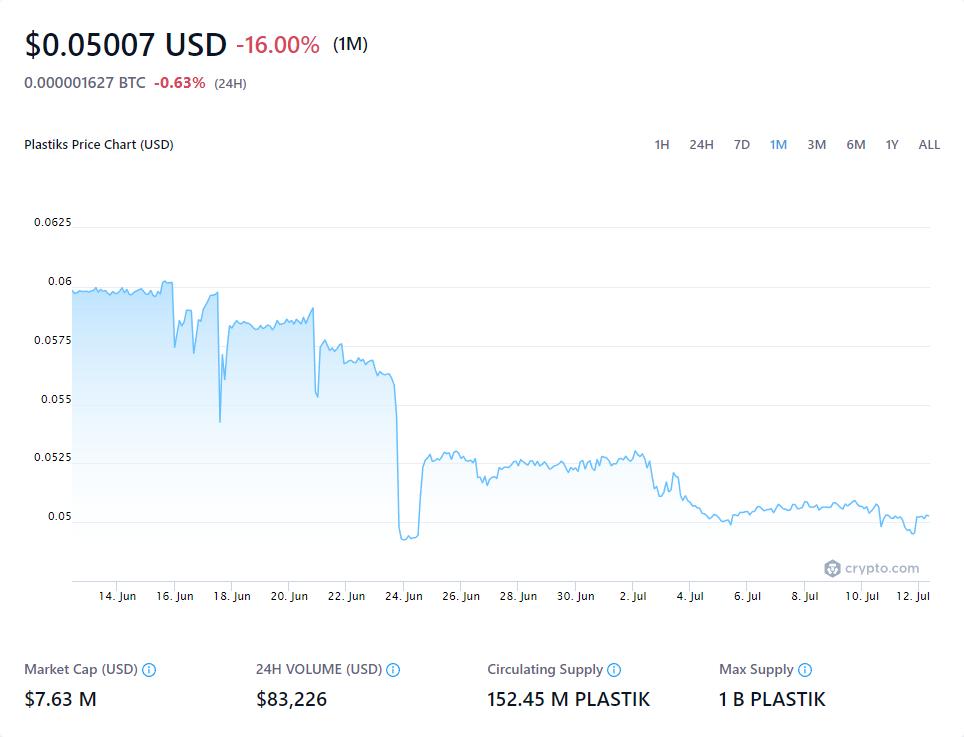 $0.05007 USD -16.00% (1M)
0.000001627 BTC -0.63% (24H)
Plastiks Price Chart (USD) 1H 24H 7D 1M 3M 6M 1Y ALL
0.0625
0.06
0.0575
0.055
0.0525
0.05
crypto.com
14. Jun 16. Jun 18. Jun 20. Jun 22. Jun 24. Jun 26. Jun 28. Jun 30. Jun 2. Jul 4. Jul 6. Jul 8. Jul 10. Jul 12. Jul
Market Cap (USD) 24H VOLUME (USD) Circulating Supply Max Supply
$7.63 M $83,226 152.45 M PLASTIK 1 B PLASTIK